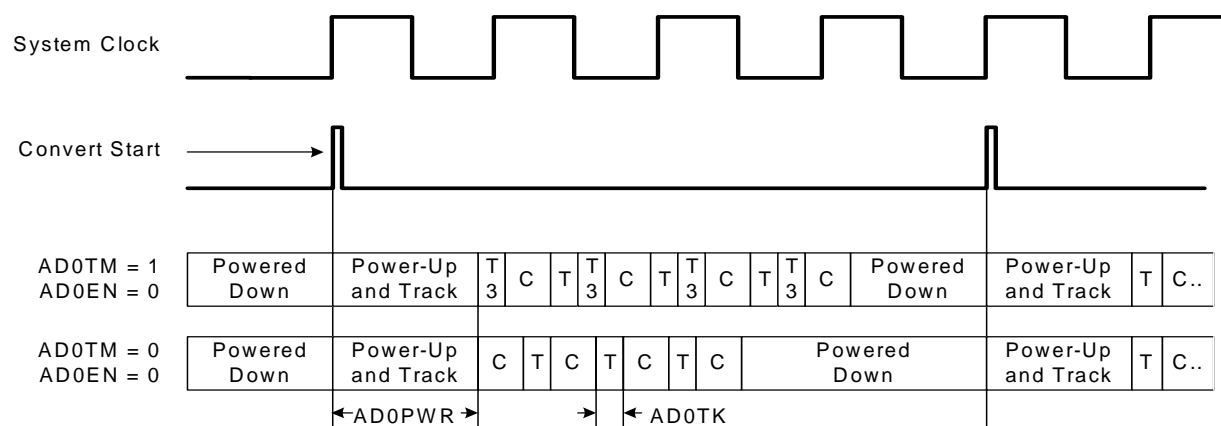 System Clock
Convert Start
AD0TM = 1
AD0EN = 0
Powered
Down
Power-Up
and Track
T
3
C
T
T
3
C
T
T
3
C
T
T
3
C
Powered
Down
Power-Up
and Track
T
C..
AD0TM = 0
AD0EN = 0
Powered
Down
Power-Up
and Track
C
T
C
T
C
T
C
Powered
Down
Power-Up
and Track
T
C..
AD0PWR
AD0TK